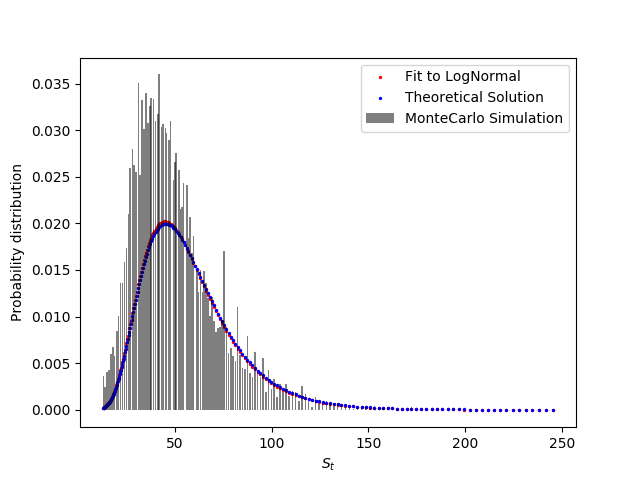 Fit to LogNormal
Theoretical Solution
MonteCarlo Simulation
Probability distribution
0.035
0.030
0.025
0.020
0.015
0.010
0.005
0.000
50 100 150 200 250
S_t